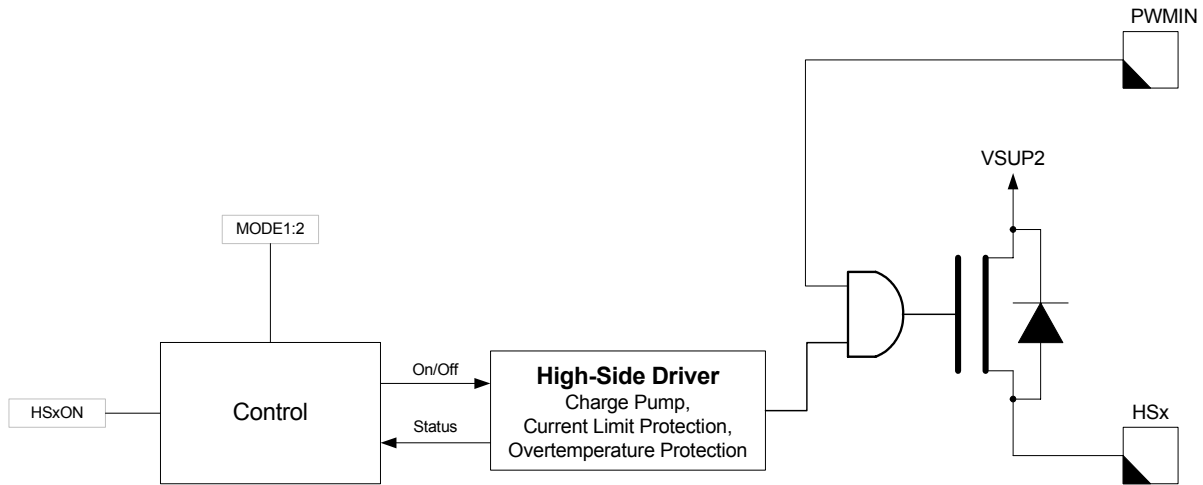 PWMIN
VSUP2
MODE1:2
On/Off
High-Side Driver
Charge Pump,
Current Limit Protection,
Overtemperature Protection
Control
HSxON
Status
HSx